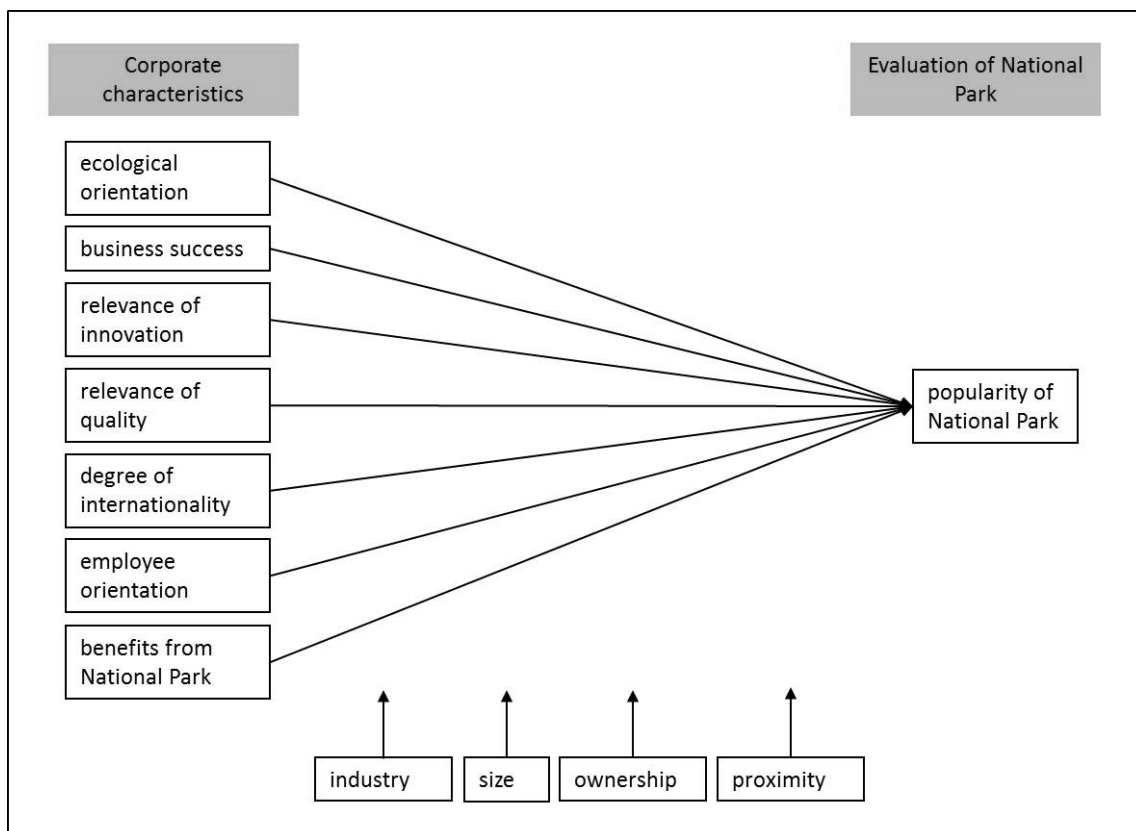 Corporate
characteristics
Evaluation of National
Park
ecological
orientation
business success
relevance of
innovation
relevance of
quality
degree of
internationality
employee
orientation
benefits from
National Park
popularity of
National Park
industry
size
ownership
proximity